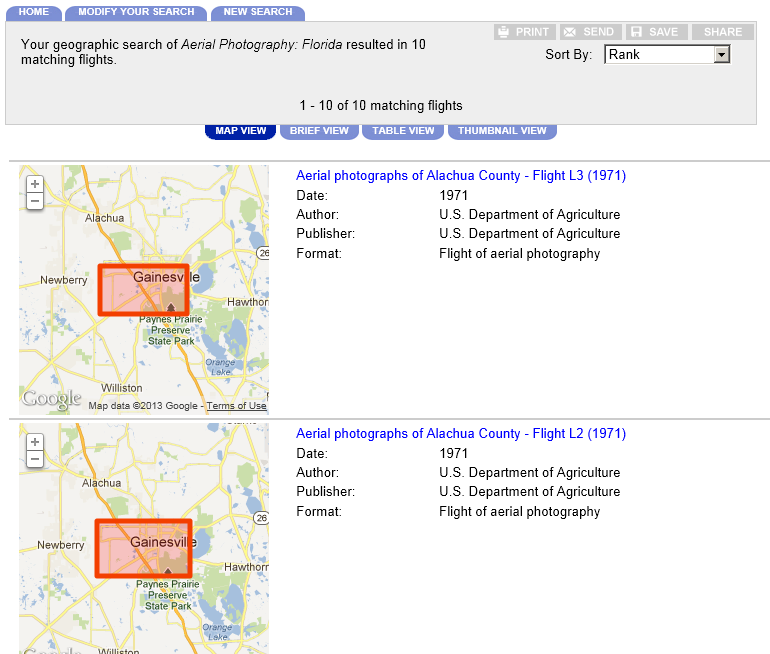 HOME MODIFY YOUR SEARCH NEW SEARCH
PRINT SEND SAVE SHARE
Your geographic search of Aerial Photography: Florida resulted in 10
matching flights.
Sort By: Rank
1 - 10 of 10 matching flights
MAP VIEW BRIEF VIEW TABLE VIEW THUMBNAIL VIEW
Aerial photographs of Alachua County - Flight L3 (1971)
Date: 1971
Author: U.S. Department of Agriculture
Publisher: U.S. Department of Agriculture
Format: Flight of aerial photography
+
−
Alachua
26
Gainesville
Newberry
Hawthorn
Paynes Prairie
Preserve
State Park
Orange
Lake
Williston
Google Map data ©2013 Google - Terms of Use
Aerial photographs of Alachua County - Flight L2 (1971)
Date: 1971
Author: U.S. Department of Agriculture
Publisher: U.S. Department of Agriculture
Format: Flight of aerial photography
+
−
Alachua
26
Gainesville
Newberry
Hawthorn
Paynes Prairie
Preserve
State Park
Orange
Lake
Google Williston